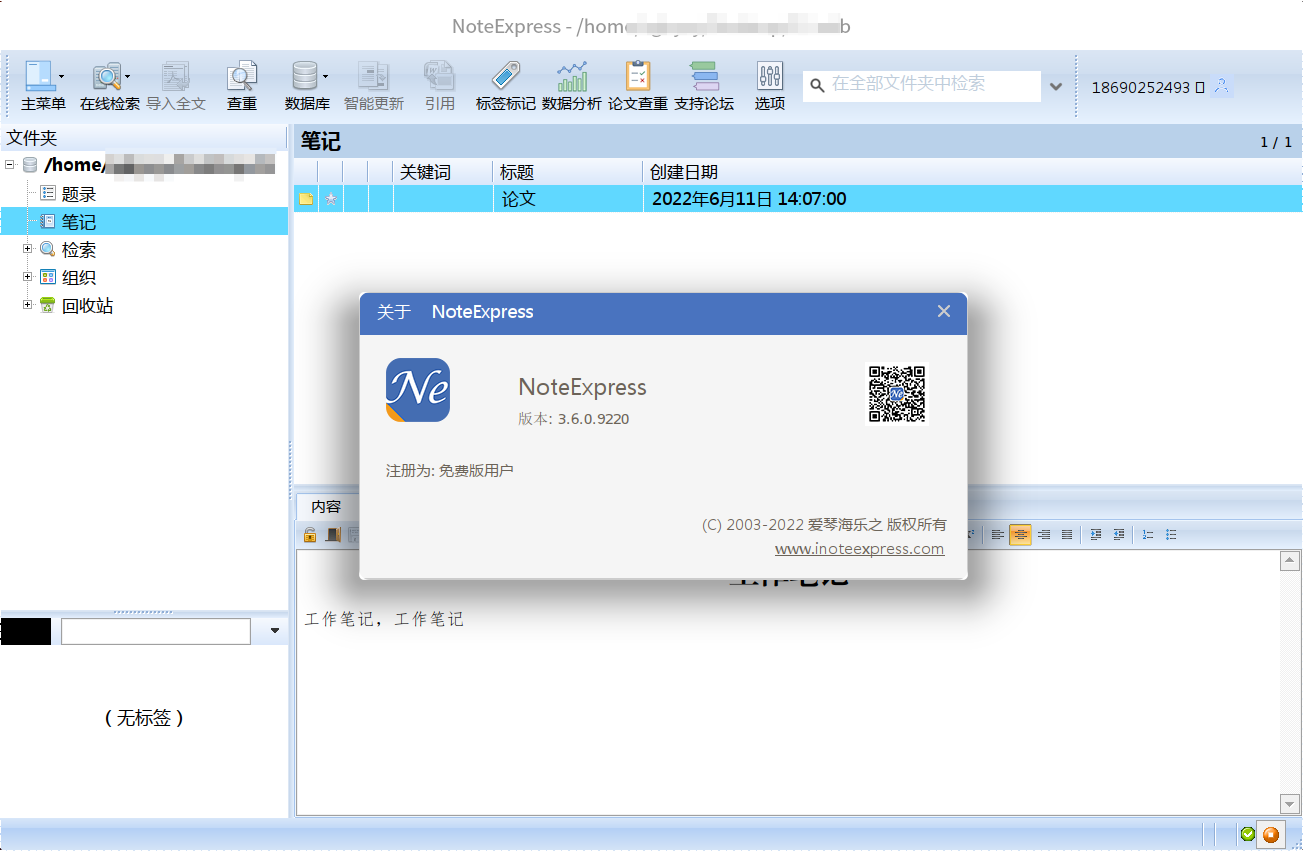 NoteExpress - /home
主菜单 在线检索 导入全文 查重 数据库 智能更新 引用 标签标记 数据分析 论文查重 支持论坛 选项 在全部文件夹中检索 18690252493
文件夹
/home/
题录
笔记
检索
组织
回收站
(无标签)
笔记 1 / 1
关键词 标题 创建日期
论文 2022年6月11日 14:07:00
关于 NoteExpress
Ne
NoteExpress
版本: 3.6.0.9220
注册为: 免费版用户
(C) 2003-2022 爱琴海乐之 版权所有
www.inoteexpress.com
内容
工作笔记
工作笔记，工作笔记